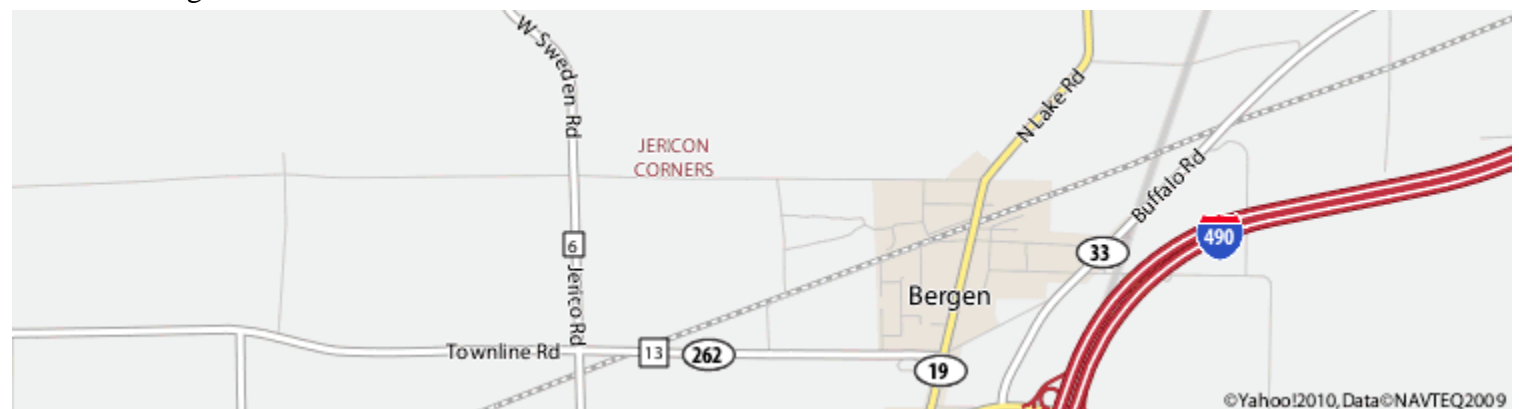 W Sweden Rd
N Lake Rd
JERICON
CORNERS
Buffalo Rd
6
33
490
Jerico Rd
Bergen
Townline Rd
13
262
19
©Yahoo!2010, Data©NAVTEQ2009